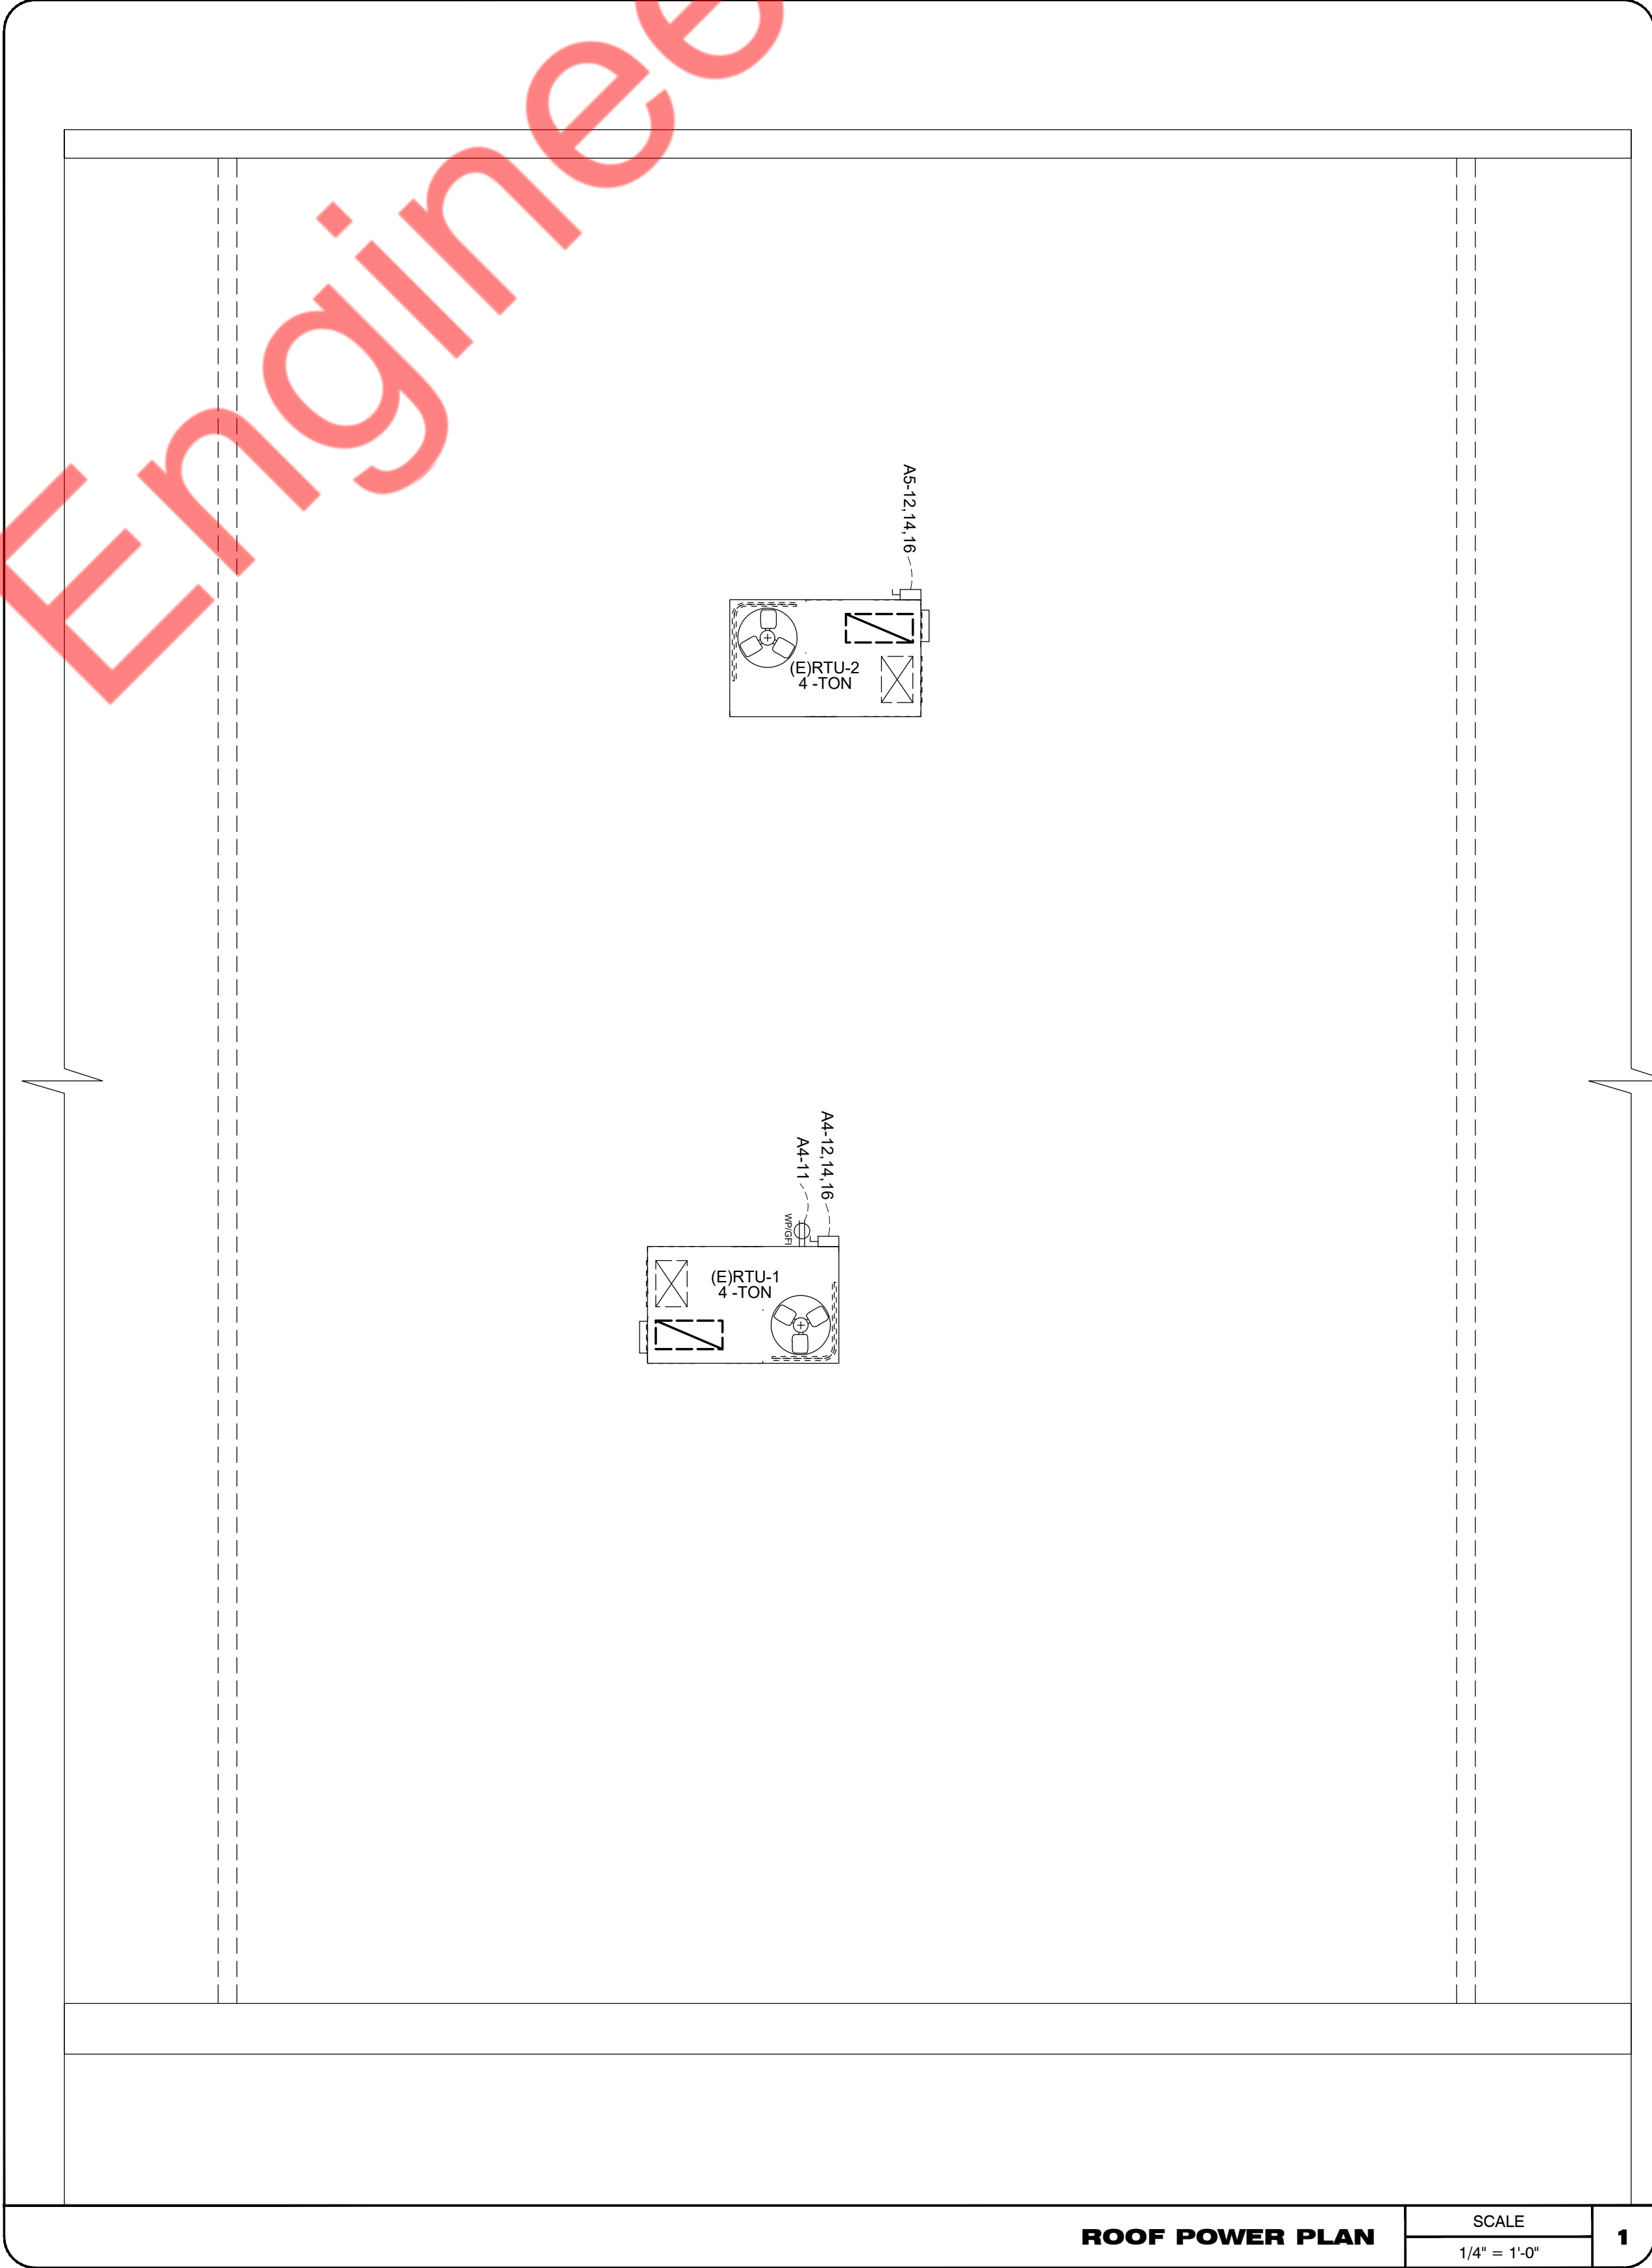 Enginee
A5-12,14,16
(E)RTU-2
4 -TON
A4-12,14,16
A4-11
WP/GFI
(E)RTU-1
4 -TON
ROOF POWER PLAN
SCALE
1/4" = 1'-0"
1